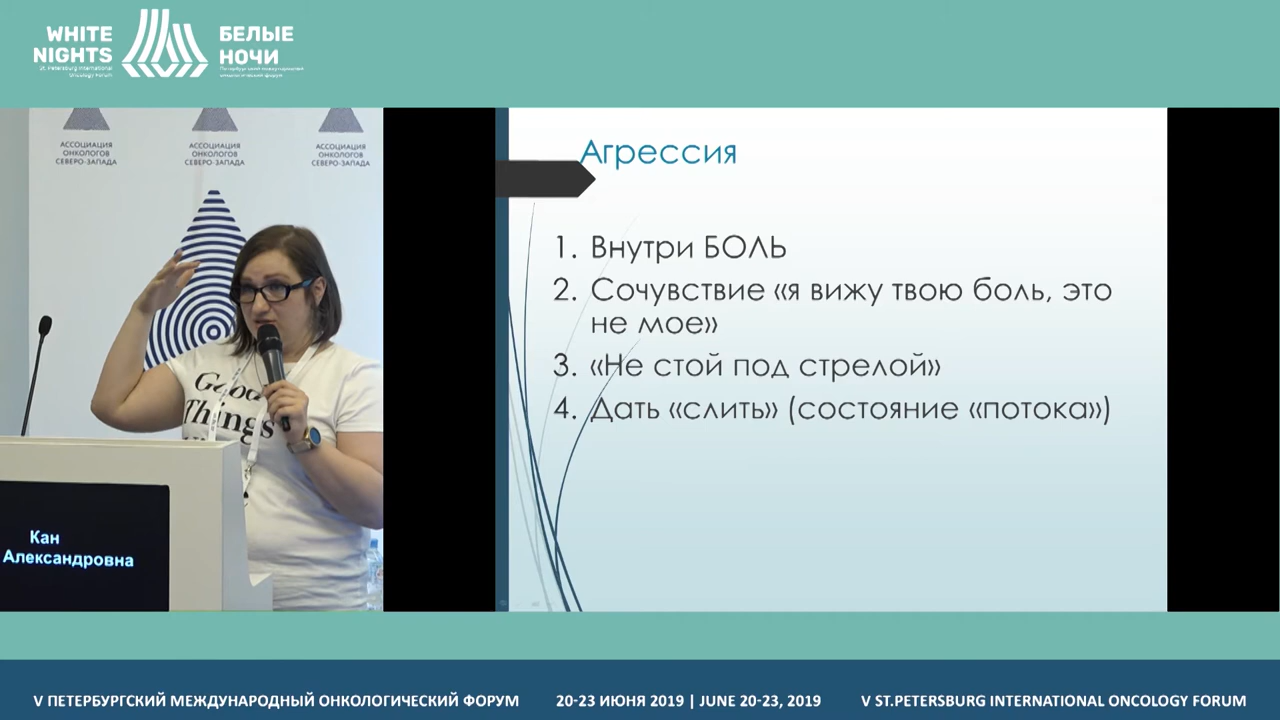 WHITE
NIGHTS
St. Petersburg International
Oncology Forum
БЕЛЫЕ
НОЧИ
Петербургский международный
онкологический форум
АССОЦИАЦИЯ
ОНКОЛОГОВ
СЕВЕРО-ЗАПАДА
АССОЦИАЦИЯ
ОНКОЛОГОВ
СЕВЕРО-ЗАПАДА
АССОЦИАЦИЯ
ОНКОЛОГОВ
СЕВЕРО-ЗАПАДА
Good
Things
Кан
Александровна
Агрессия
1. Внутри БОЛЬ
2. Сочувствие «я вижу твою боль, это
не мое»
3. «Не стой под стрелой»
4. Дать «слить» (состояние «потока»)
V ПЕТЕРБУРГСКИЙ МЕЖДУНАРОДНЫЙ ОНКОЛОГИЧЕСКИЙ ФОРУМ
20-23 ИЮНЯ 2019 | JUNE 20-23, 2019
V ST.PETERSBURG INTERNATIONAL ONCOLOGY FORUM